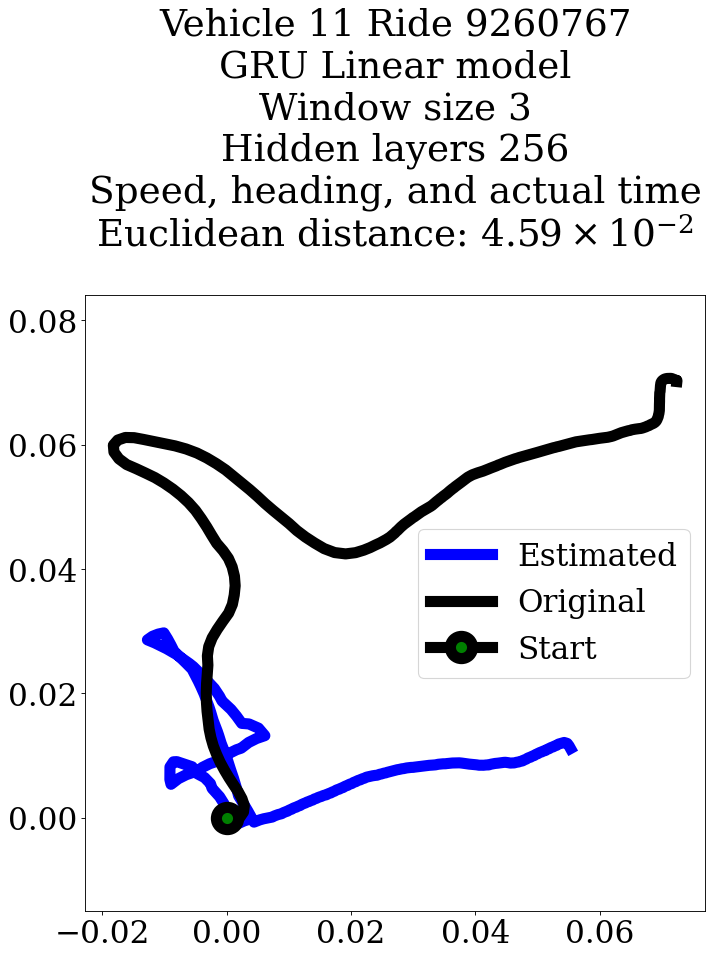 Vehicle 11 Ride 9260767
GRU Linear model
Window size 3
Hidden layers 256
Speed, heading, and actual time
Euclidean distance: 4.59 × 10⁻²
0.08
0.06
0.04
0.02
0.00
Estimated
Original
Start
−0.02 0.00 0.02 0.04 0.06